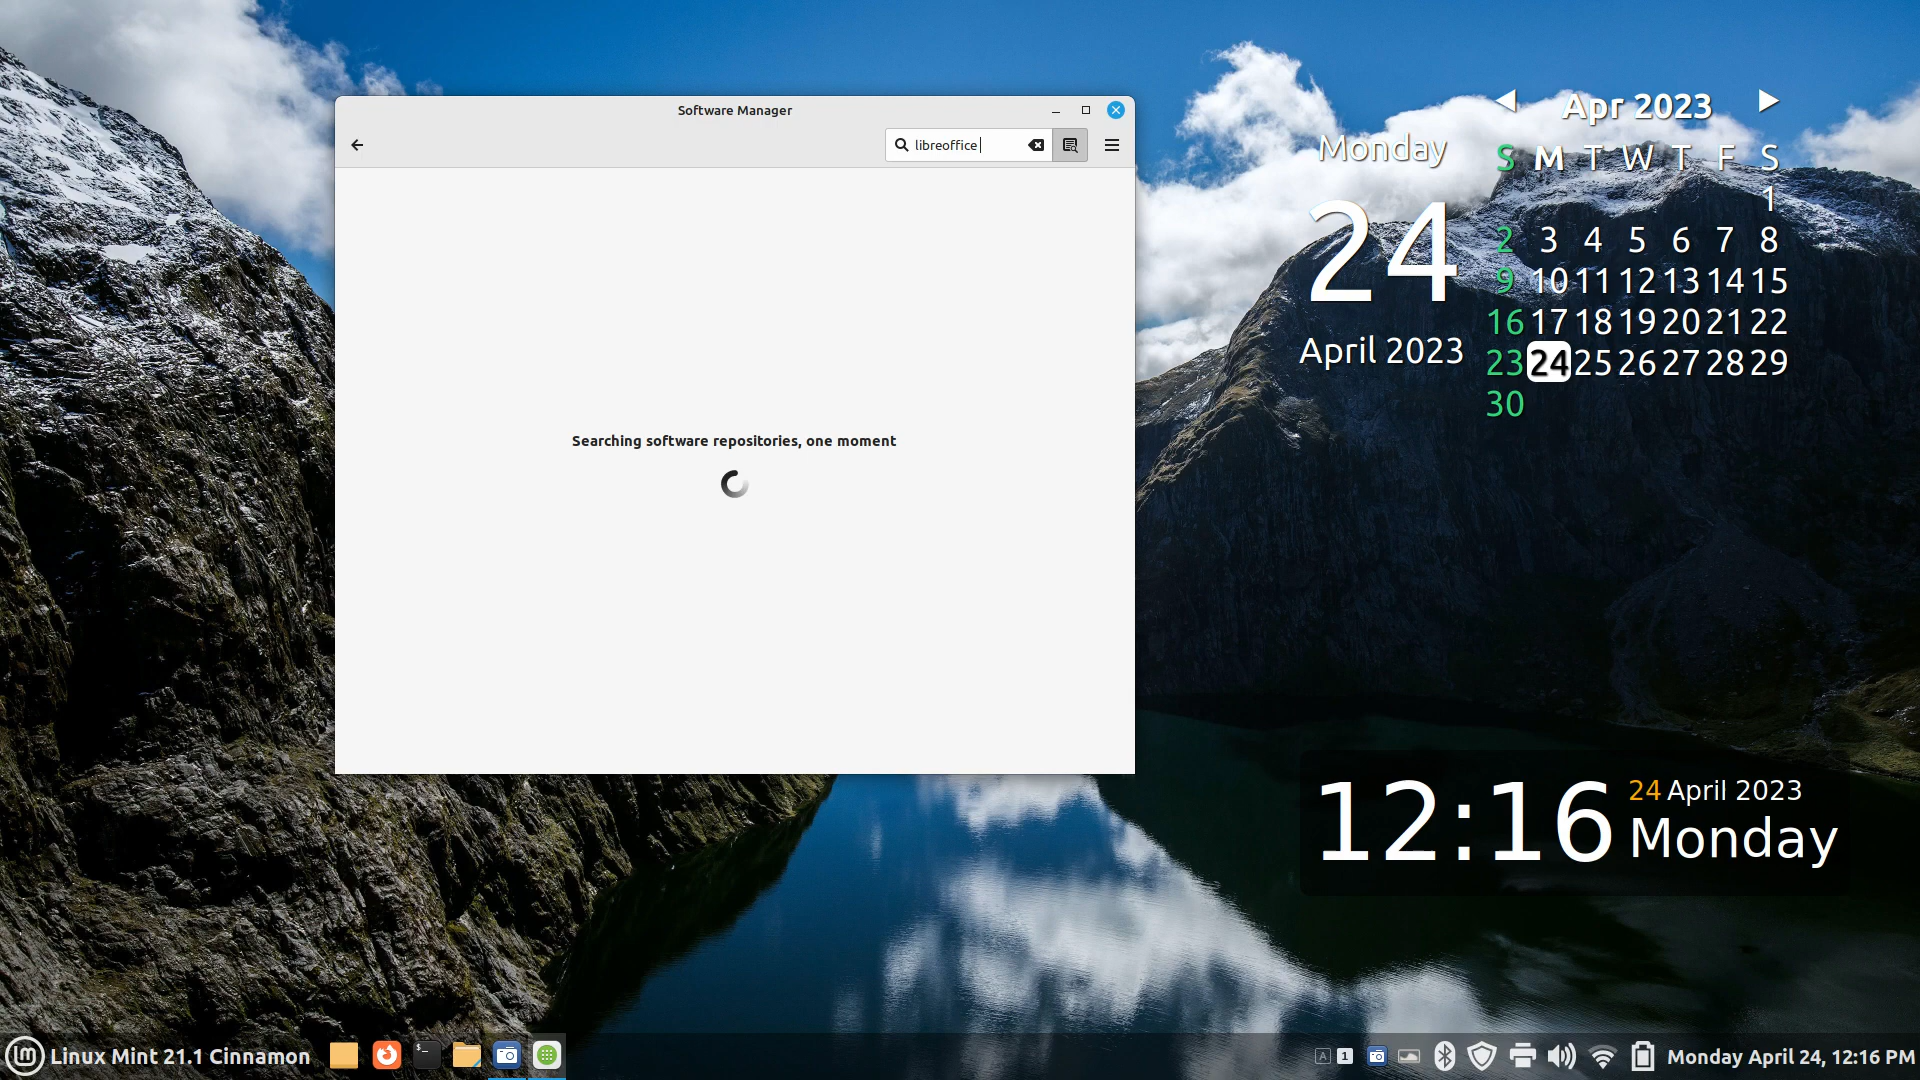 Software Manager
libreoffice
Searching software repositories, one moment
Monday
24
April 2023
Apr 2023
S M T W T F S
1
2 3 4 5 6 7 8
9 10 11 12 13 14 15
16 17 18 19 20 21 22
23 24 25 26 27 28 29
30
12:16
24 April 2023
Monday
Linux Mint 21.1 Cinnamon
$_
A
1
Monday April 24, 12:16 PM